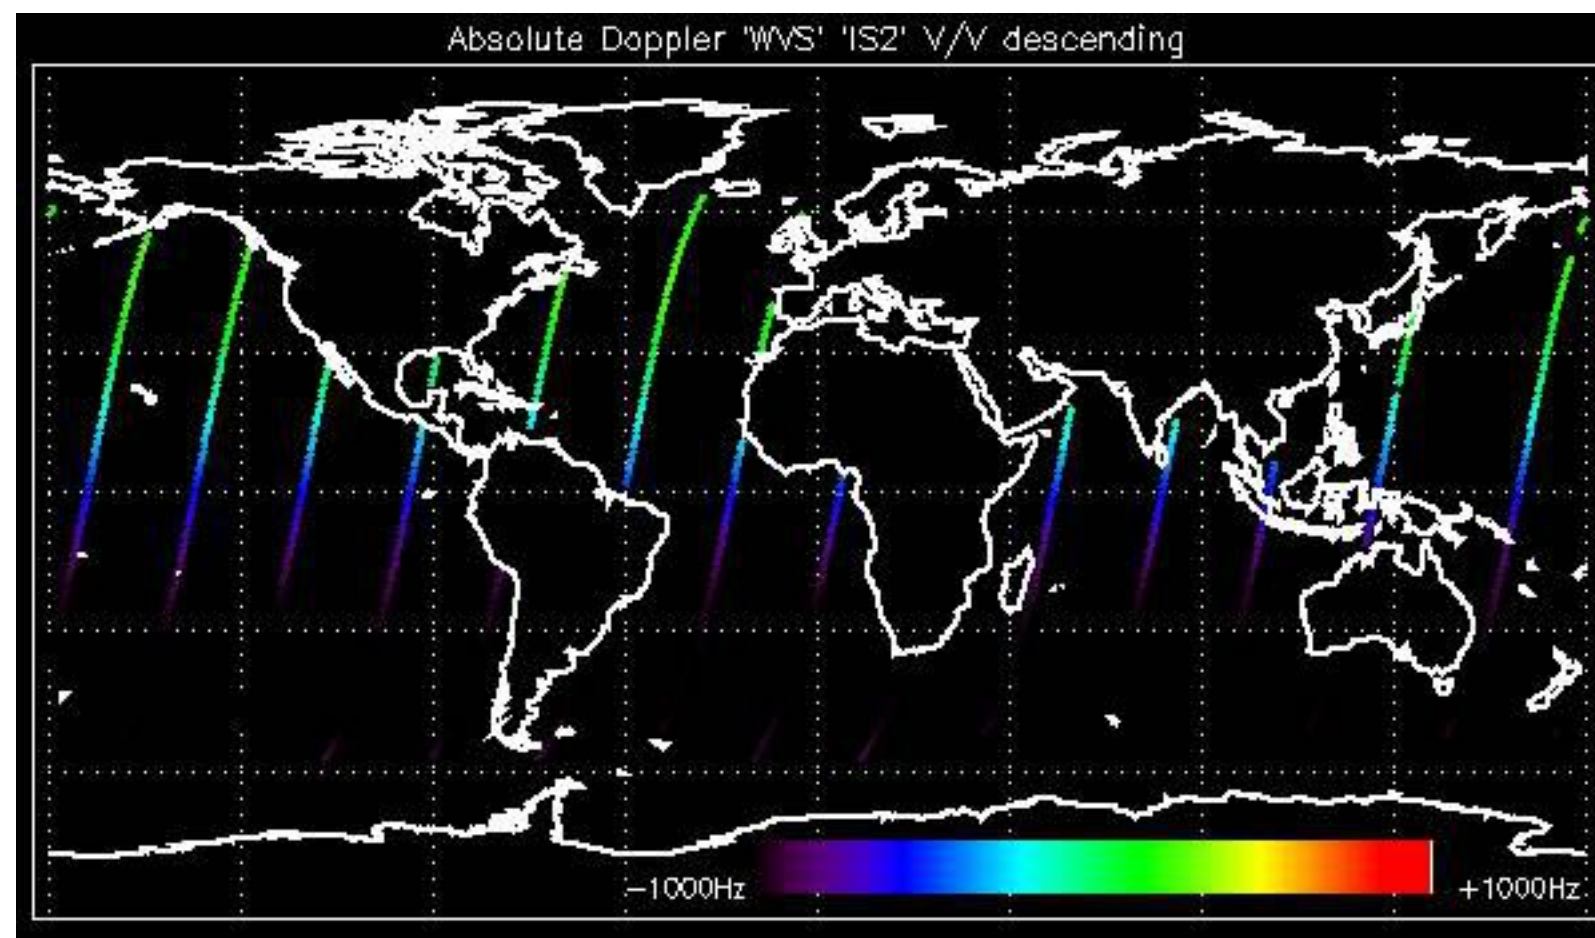 Absolute Doppler 'WVS' 'IS2' V/V descending
−1000Hz
+1000Hz